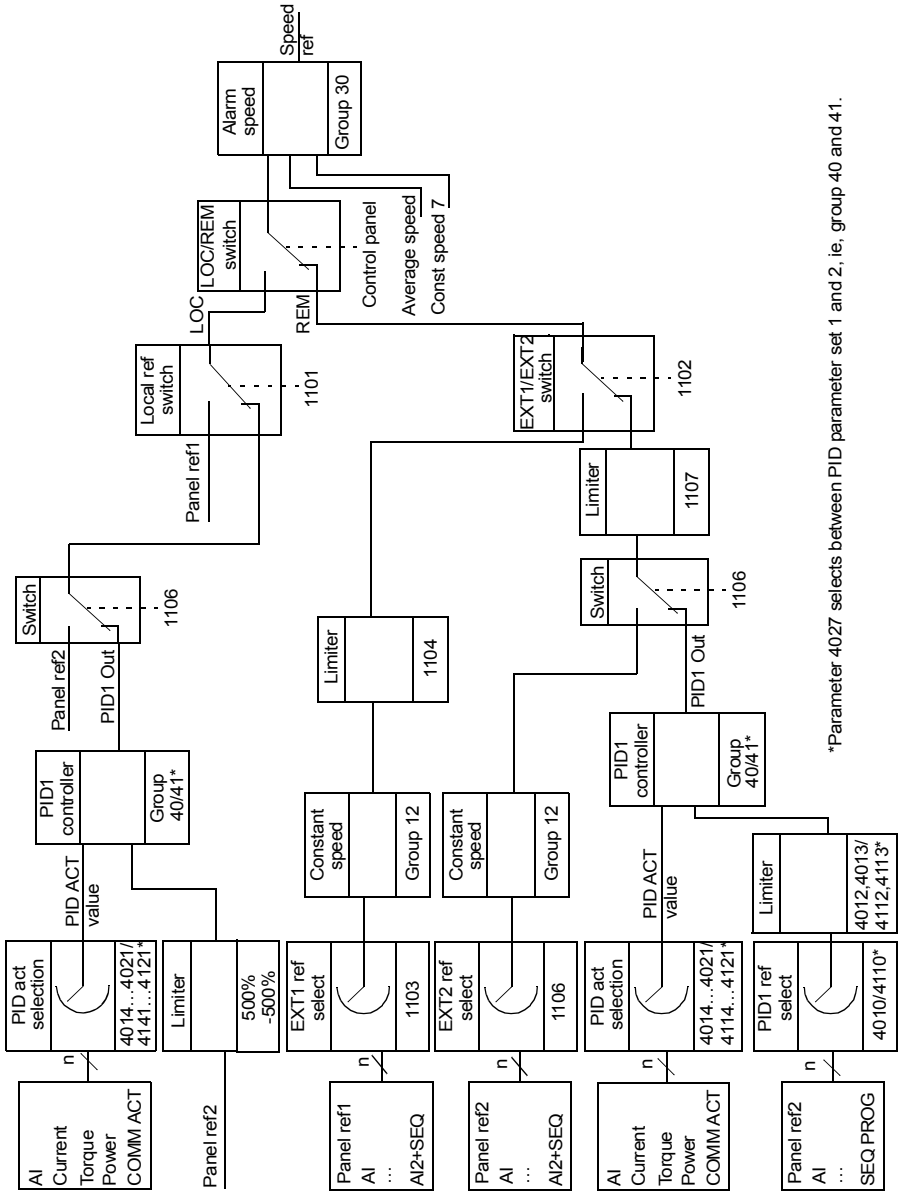 AI
Current
Torque
Power
COMM ACT
n
PID act
selection
4014...4021/
4141...4121*
PID ACT
value
PID1
controller
Group
40/41*
Panel ref2
PID1 Out
Switch
1106
Panel ref2
Limiter
500%
-500%
Panel ref1
Local ref
switch
1101
LOC
REM
LOC/REM
switch
Control panel
Average speed
Const speed 7
Alarm
speed
Group 30
Speed
ref
Panel ref1
AI
...
AI2+SEQ
n
EXT1 ref
select
1103
Constant
speed
Group 12
Limiter
1104
EXT1/EXT2
switch
1102
Panel ref2
AI
...
AI2+SEQ
n
EXT2 ref
select
1106
Constant
speed
Group 12
Switch
1106
Limiter
1107
AI
Current
Torque
Power
COMM ACT
n
PID act
selection
4014...4021/
4114...4121*
PID ACT
value
PID1
controller
Group
40/41*
PID1 Out
Panel ref2
AI
...
SEQ PROG
n
PID1 ref
select
4010/4110*
Limiter
4012,4013/
4112,4113*
*Parameter 4027 selects between PID parameter set 1 and 2, ie, group 40 and 41.